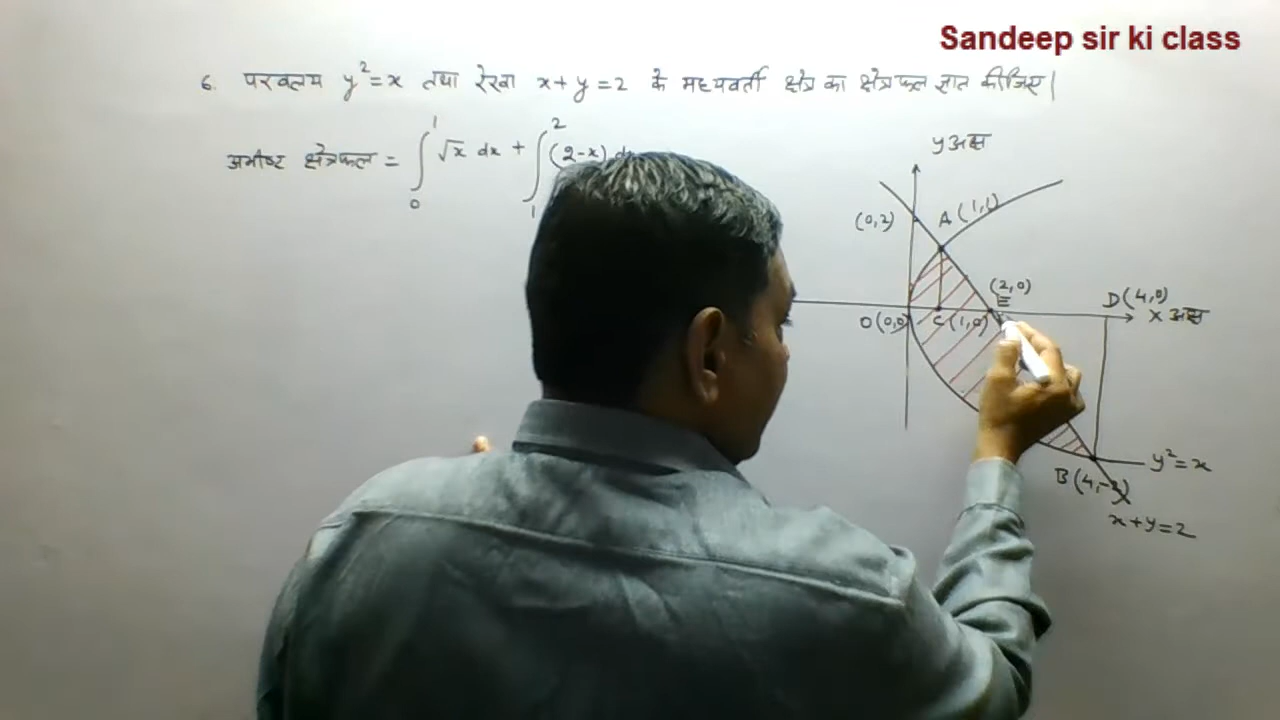 Sandeep sir ki class
6. परवलय y²=x तथा रेखा x+y=2 के मध्यवर्ती क्षेत्र का क्षेत्रफल ज्ञात कीजिए|
अभीष्ट क्षेत्रफल = ∫₀¹ √x dx + ∫₁² (2-x)
y अक्ष
(0,2)
A(1,1)
(2,0)
E
D(4,0)
O(0,0)
C(1,0)
x अक्ष
y²=x
B(4,-2)
x+y=2